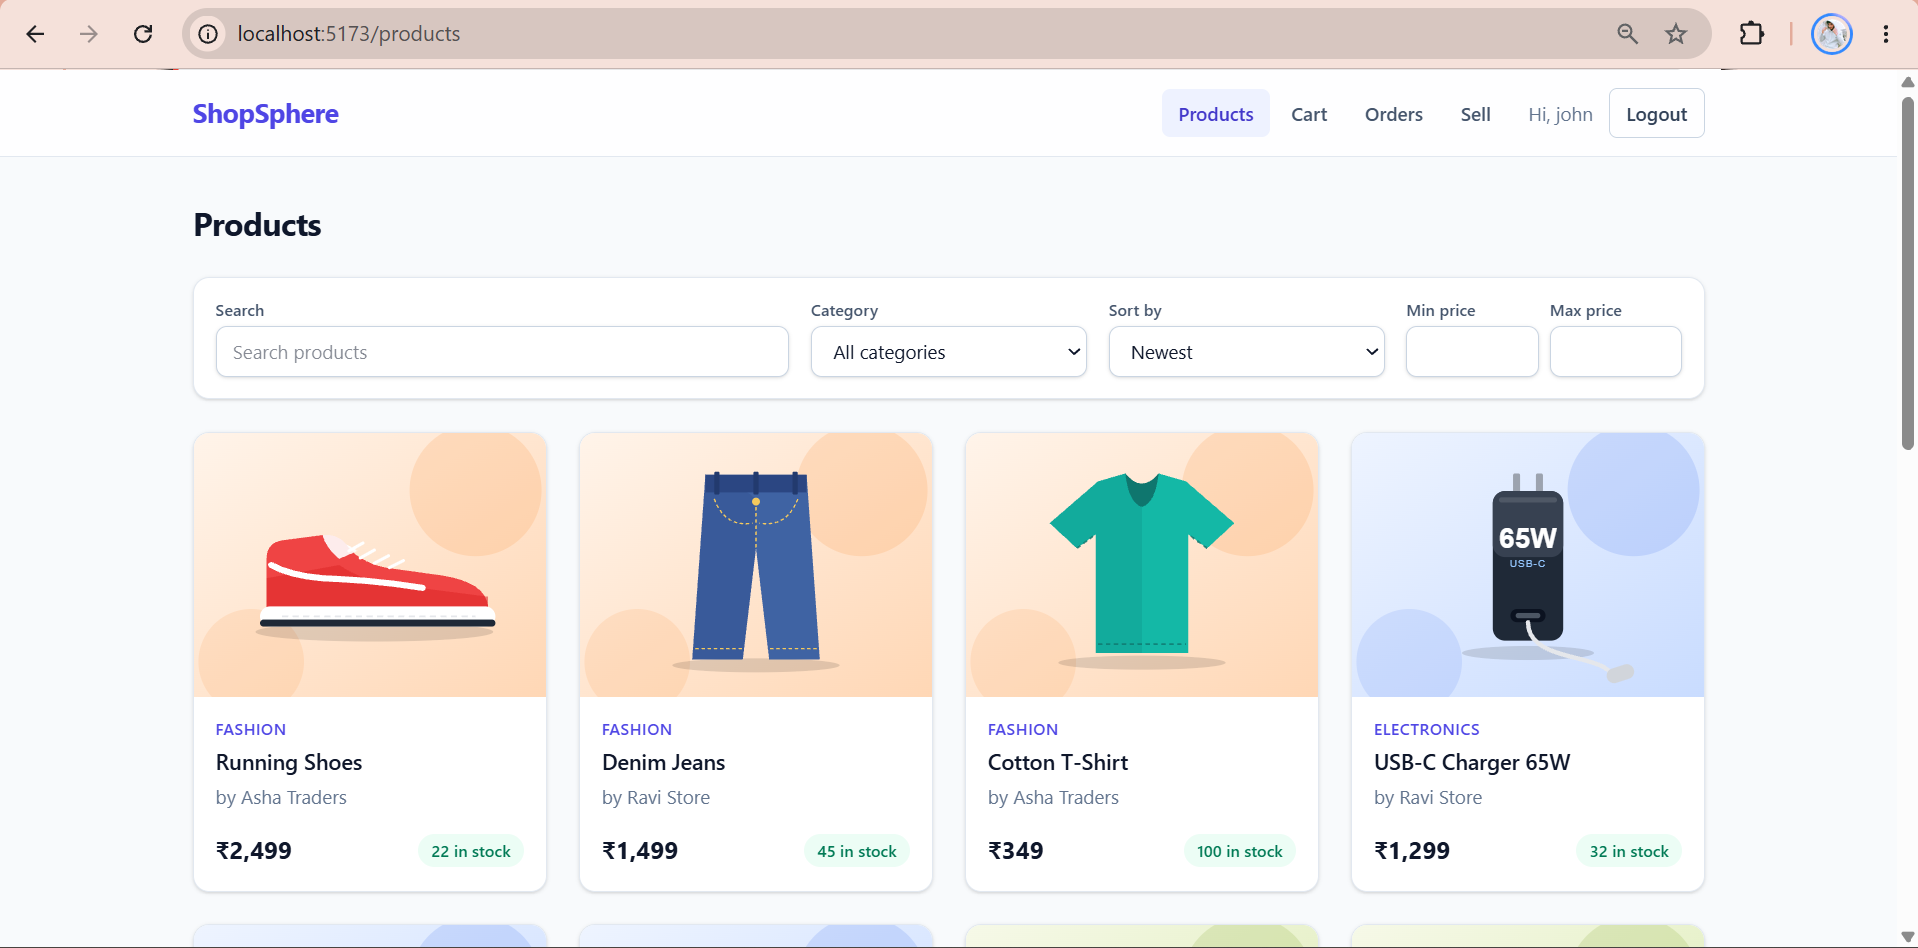 localhost:5173/products
ShopSphere
Products
Cart
Orders
Sell
Hi, john
Logout
Products
Search
Category
Sort by
Min price
Max price
Search products
All categories
Newest
65W
USB-C
FASHION
Running Shoes
by Asha Traders
₹2,499
22 in stock
FASHION
Denim Jeans
by Ravi Store
₹1,499
45 in stock
FASHION
Cotton T-Shirt
by Asha Traders
₹349
100 in stock
ELECTRONICS
USB-C Charger 65W
by Ravi Store
₹1,299
32 in stock